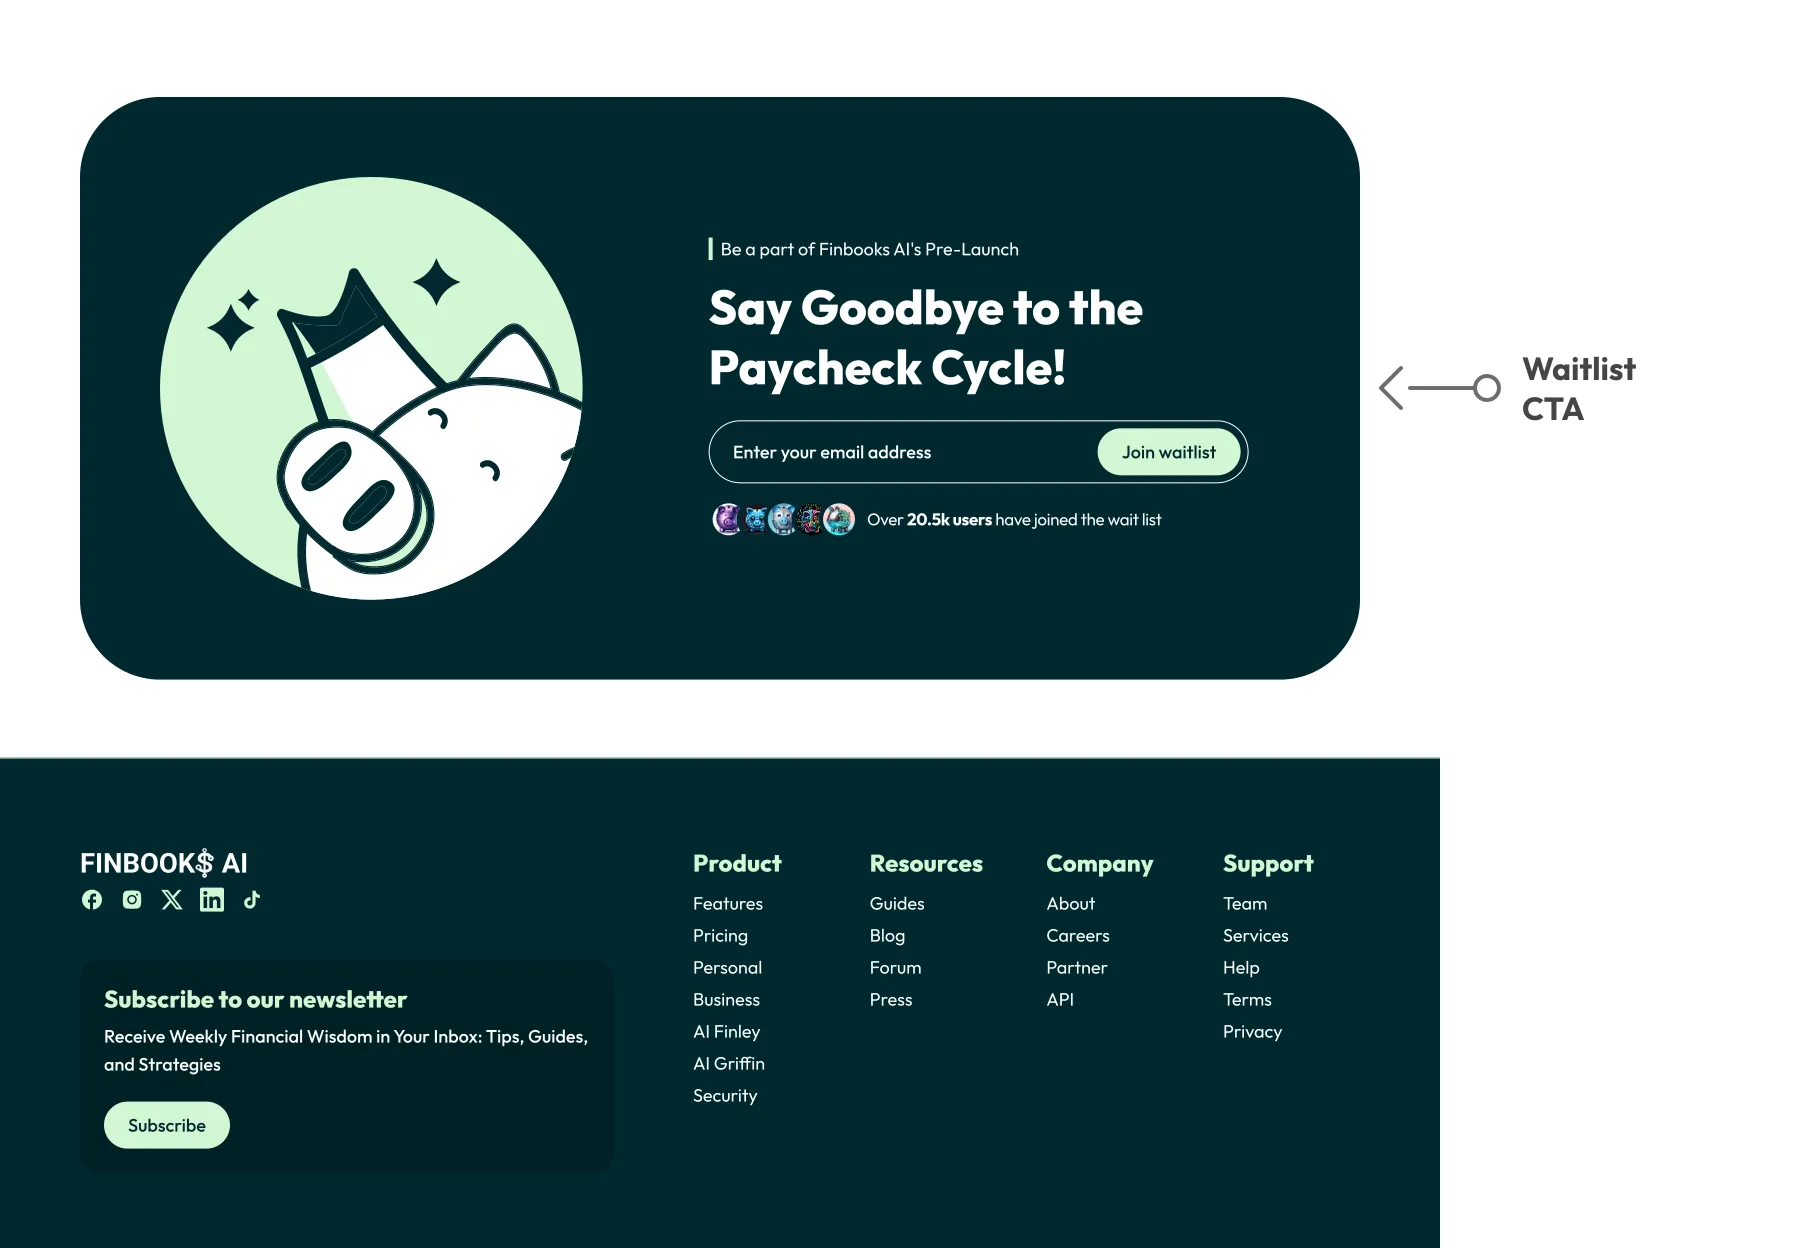 Be a part of Finbooks AI's Pre-Launch
Say Goodbye to the
Paycheck Cycle!
Enter your email address
Join waitlist
Over 20.5k users have joined the wait list
Waitlist
CTA
FINBOOK$ AI
Subscribe to our newsletter
Receive Weekly Financial Wisdom in Your Inbox: Tips, Guides,
and Strategies
Subscribe
Product
Features
Pricing
Personal
Business
AI Finley
AI Griffin
Security
Resources
Guides
Blog
Forum
Press
Company
About
Careers
Partner
API
Support
Team
Services
Help
Terms
Privacy